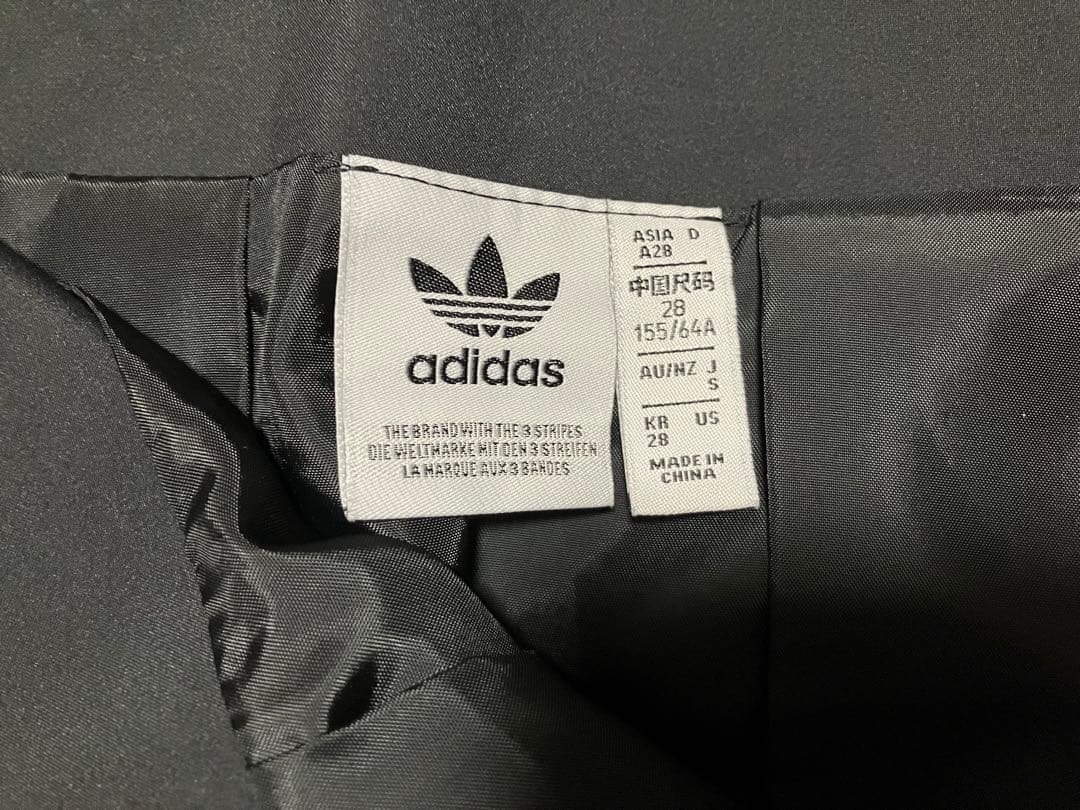 adidas
THE BRAND WITH THE 3 STRIPES
DIE WELTMARKE MIT DEN 3 STREIFEN
LA MARQUE AUX 3 BANDES
ASIA D
A28
中国尺码
28
155/64A
AU/NZ J
S
KR US
28
MADE IN
CHINA